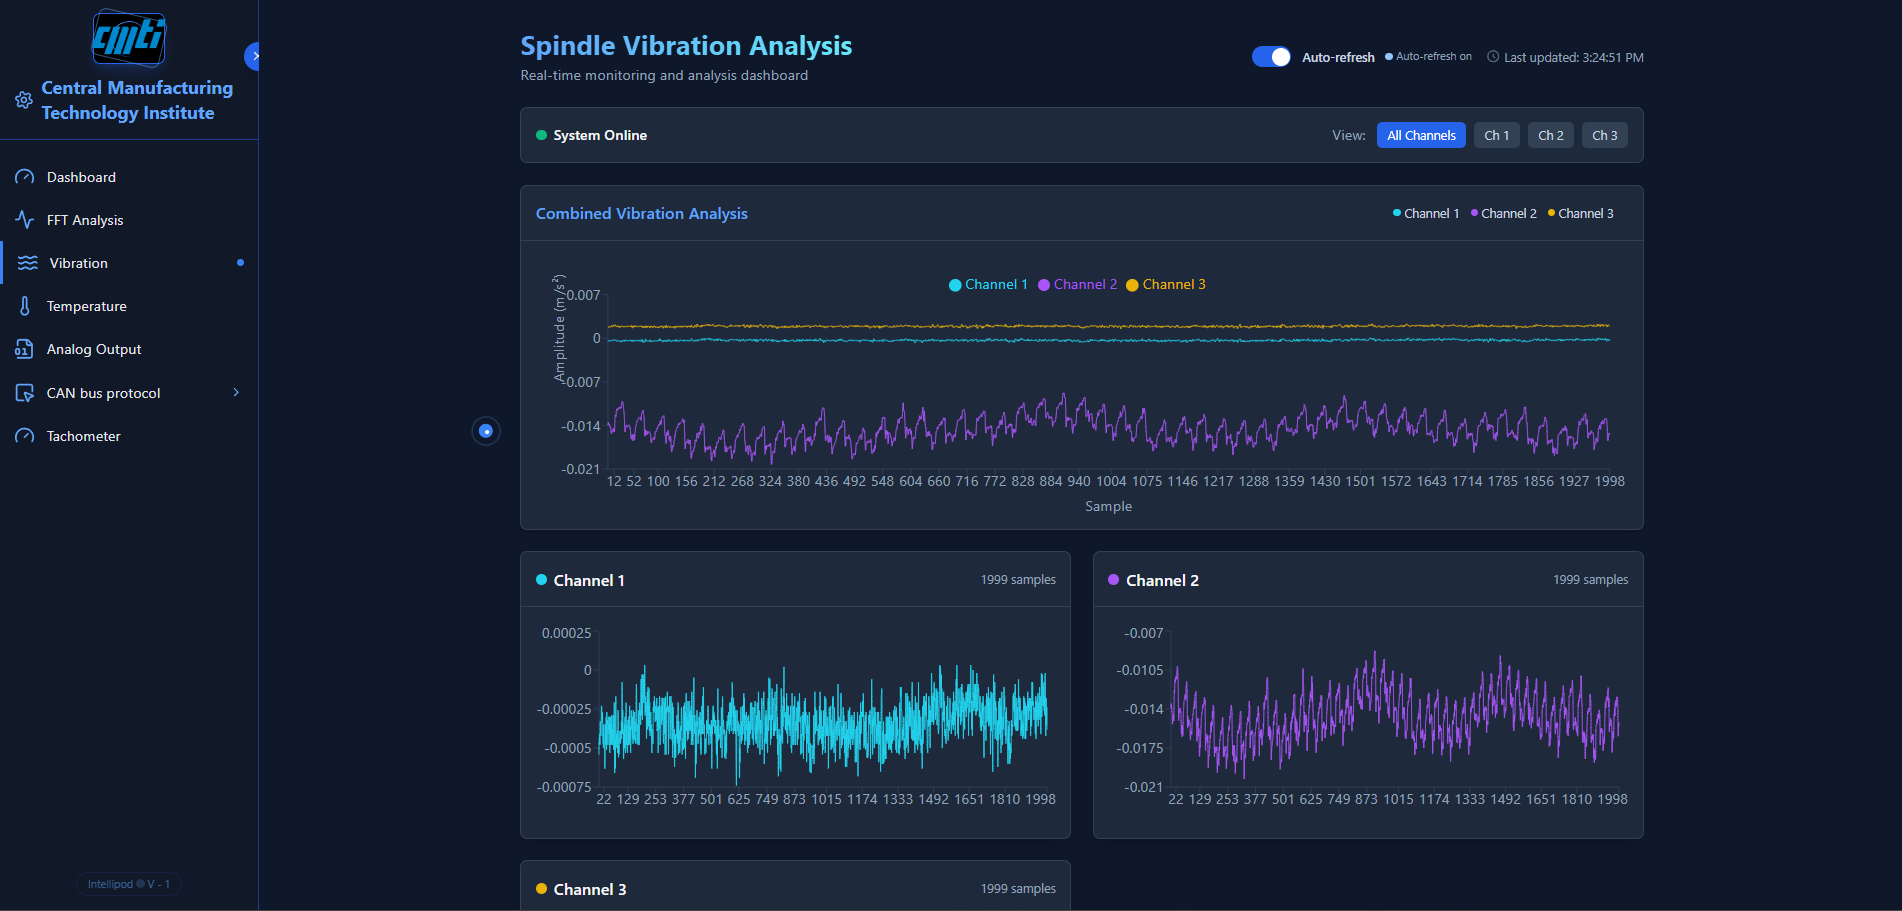 cmti
Central Manufacturing
Technology Institute
Dashboard
FFT Analysis
Vibration
Temperature
Analog Output
CAN bus protocol
Tachometer
Intellipod V - 1
Spindle Vibration Analysis
Real-time monitoring and analysis dashboard
Auto-refresh Auto-refresh on Last updated: 3:24:51 PM
System Online
View: All Channels Ch 1 Ch 2 Ch 3
Combined Vibration Analysis
Channel 1 Channel 2 Channel 3
Channel 1 Channel 2 Channel 3
Amplitude (m/s²)
0.007
0
-0.007
-0.014
-0.021
12 52 100 156 212 268 324 380 436 492 548 604 660 716 772 828 884 940 1004 1075 1146 1217 1288 1359 1430 1501 1572 1643 1714 1785 1856 1927 1998
Sample
Channel 1
1999 samples
0.00025
0
-0.00025
-0.0005
-0.00075
22 129 253 377 501 625 749 873 1015 1174 1333 1492 1651 1810 1998
Channel 2
1999 samples
-0.007
-0.0105
-0.014
-0.0175
-0.021
22 129 253 377 501 625 749 873 1015 1174 1333 1492 1651 1810 1998
Channel 3
1999 samples